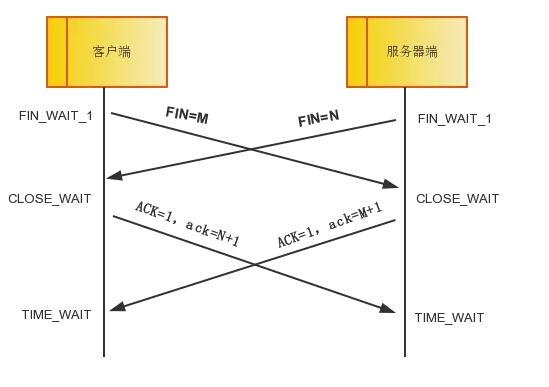 客户端
服务器端
FIN_WAIT_1
FIN=M
FIN=N
FIN_WAIT_1
CLOSE_WAIT
CLOSE_WAIT
ACK=1, ack=N+1
ACK=1, ack=M+1
TIME_WAIT
TIME_WAIT